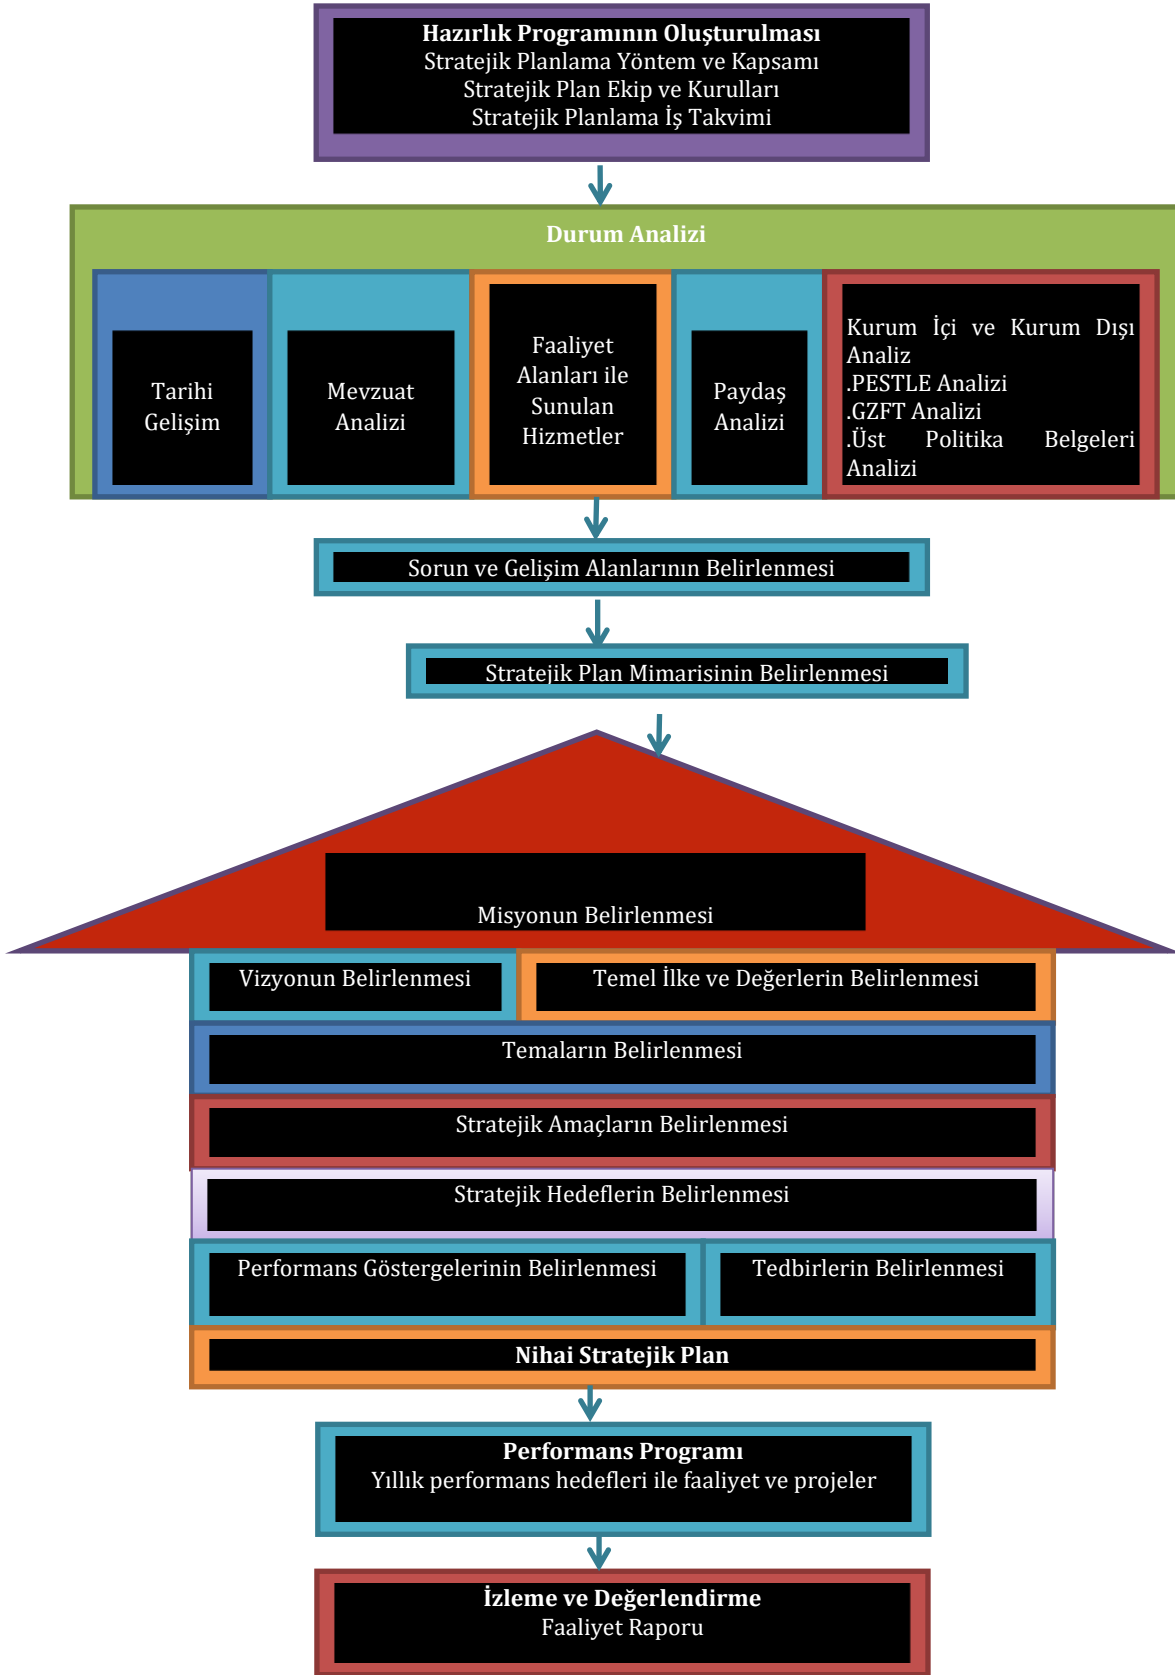 Hazırlık Programının Oluşturulması
Stratejik Planlama Yöntem ve Kapsamı
Stratejik Plan Ekip ve Kurulları
Stratejik Planlama İş Takvimi
Durum Analizi
Tarihi
Gelişim
Mevzuat
Analizi
Faaliyet
Alanları ile
Sunulan
Hizmetler
Paydaş
Analizi
Kurum İçi ve Kurum Dışı
Analiz
.PESTLE Analizi
.GZFT Analizi
.Üst Politika Belgeleri
Analizi
Sorun ve Gelişim Alanlarının Belirlenmesi
Stratejik Plan Mimarisinin Belirlenmesi
Misyonun Belirlenmesi
Vizyonun Belirlenmesi
Temel İlke ve Değerlerin Belirlenmesi
Temaların Belirlenmesi
Stratejik Amaçların Belirlenmesi
Stratejik Hedeflerin Belirlenmesi
Performans Göstergelerinin Belirlenmesi
Tedbirlerin Belirlenmesi
Nihai Stratejik Plan
Performans Programı
Yıllık performans hedefleri ile faaliyet ve projeler
İzleme ve Değerlendirme
Faaliyet Raporu